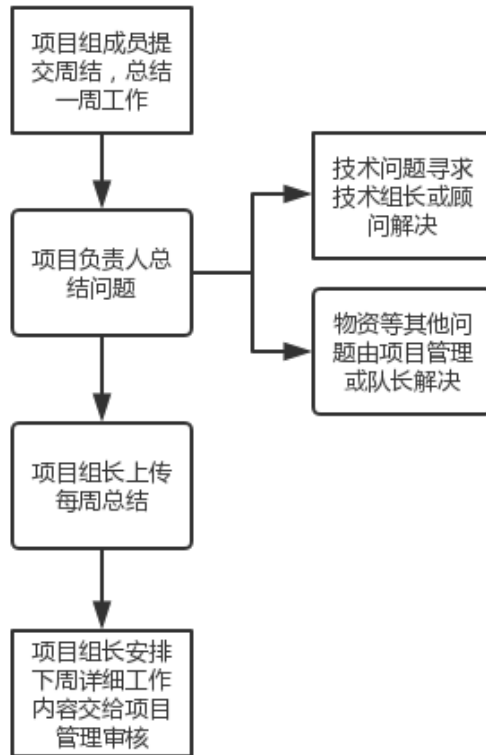 项目组成员提
交周结，总结
一周工作
技术问题寻求
技术组长或顾
问解决
项目负责人总
结问题
物资等其他问
题由项目管理
或队长解决
项目组长上传
每周总结
项目组长安排
下周详细工作
内容交给项目
管理审核